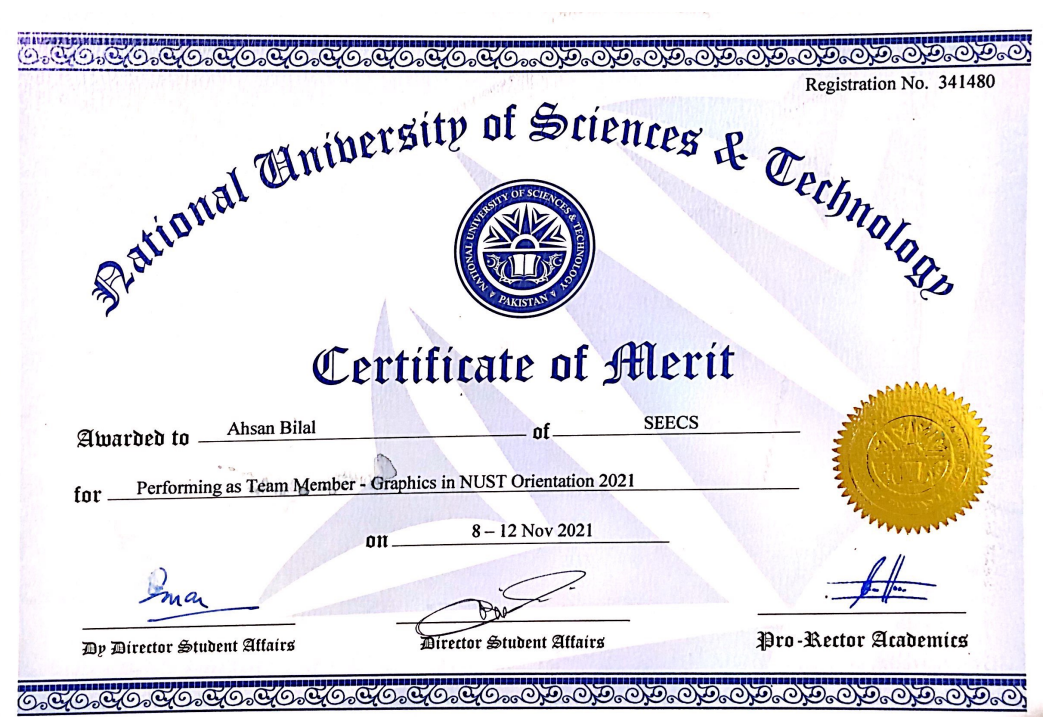 Registration No. 341480
National University of Sciences & Technology
NATIONAL UNIVERSITY OF SCIENCES & TECHNOLOGY
PAKISTAN
Certificate of Merit
Awarded to Ahsan Bilal of SEECS
for Performing as Team Member - Graphics in NUST Orientation 2021
on 8 – 12 Nov 2021
Dy Director Student Affairs
Director Student Affairs
Pro-Rector Academics